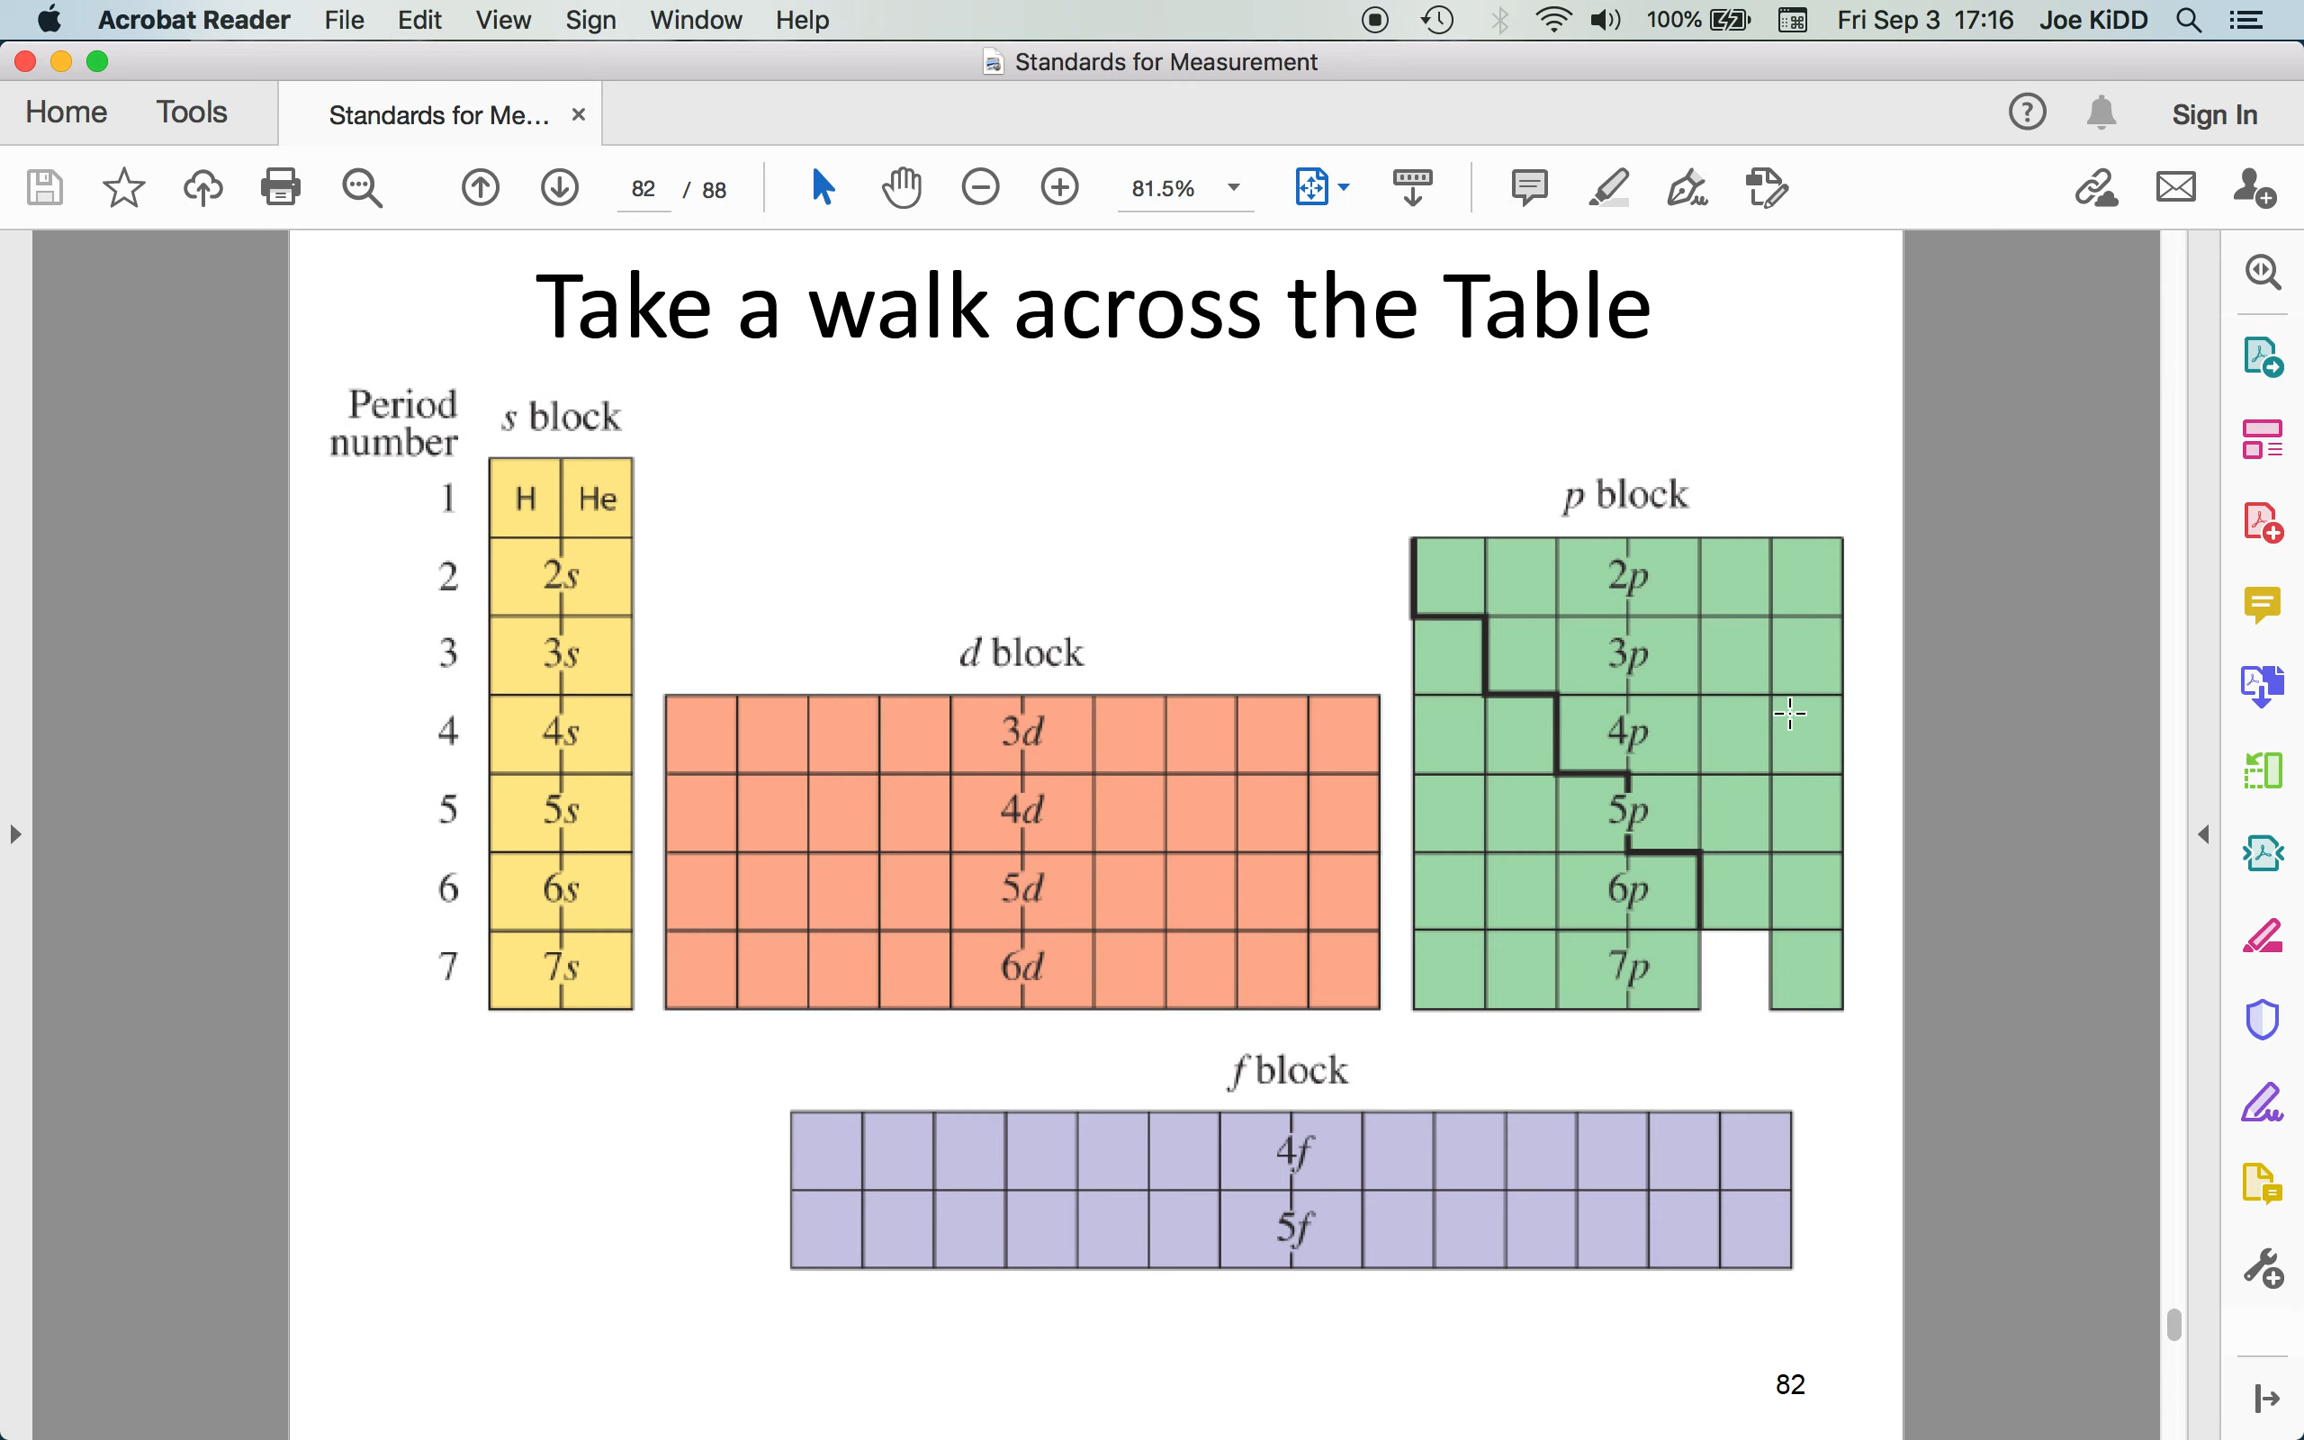 Acrobat Reader File Edit View Sign Window Help 100% Fri Sep 3 17:16 Joe KiDD
Standards for Measurement
Home Tools Standards for Me... × ? Sign In
82 / 88 81.5%
Take a walk across the Table
Period
number
s block
1 H He
p block
2 2s 2p
3 3s 3p
d block
4 4s 3d 4p
5 5s 4d 5p
6 6s 5d 6p
7 7s 6d 7p
f block
4f
5f
82